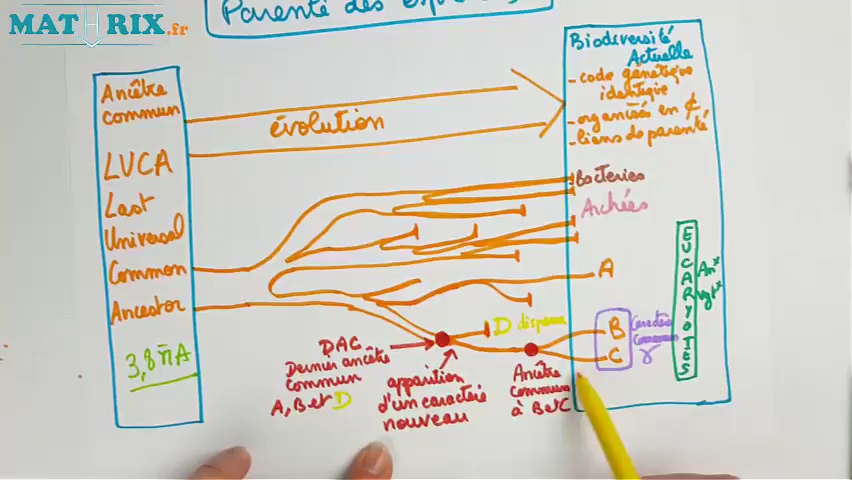 MATHRIX.fr
Parenté des espèces
Biodiversité
Actuelle
- code génétique
identique
- organisés en ¢
- liens de parenté
Ancêtre
commun
LUCA
Last
Universal
Common
Ancestor
3,8
évolution
Bactéries
Archées
A
B
C
D
DAC
Dernier ancêtre
commun
A, B et D
apparition
d'un caractère
nouveau
Ancêtre
commun
à B et C
EUCARYOTES